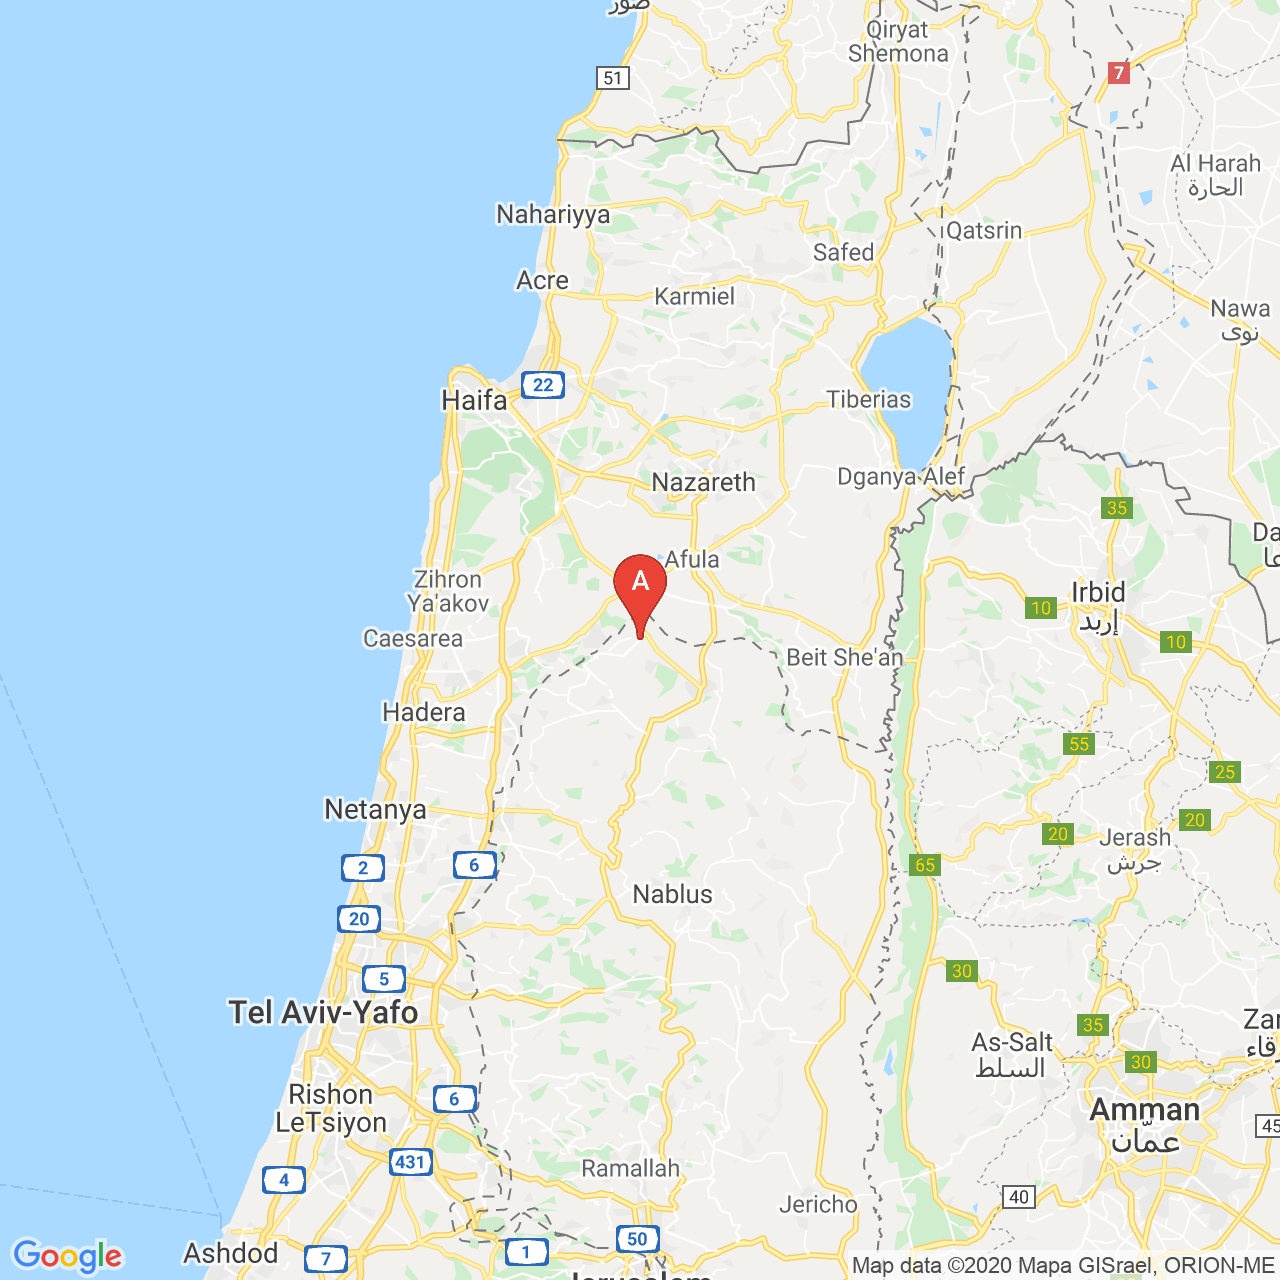 صور
Qiryat
Shemona
51
7
Al Harah
الحارة
Nahariyya
Qatsrin
Safed
Acre
Karmiel
Nawa
نوى
22
Haifa
Tiberias
Nazareth
Dganya Alef
35
Da
Afula
A
Zihron
Ya'akov
Irbid
إربد
10
Caesarea
10
Beit She'an
Hadera
55
25
Netanya
20
20
Jerash
جرش
2
6
65
Nablus
20
30
5
Tel Aviv-Yafo
35
Zar
As-Salt
السلط
30
Rishon
LeTsiyon
6
Amman
عمّان
45
431
Ramallah
4
40
Jericho
50
Ashdod
7
1
Google
Map data ©2020 Mapa GISrael, ORION-ME
Jerusalem